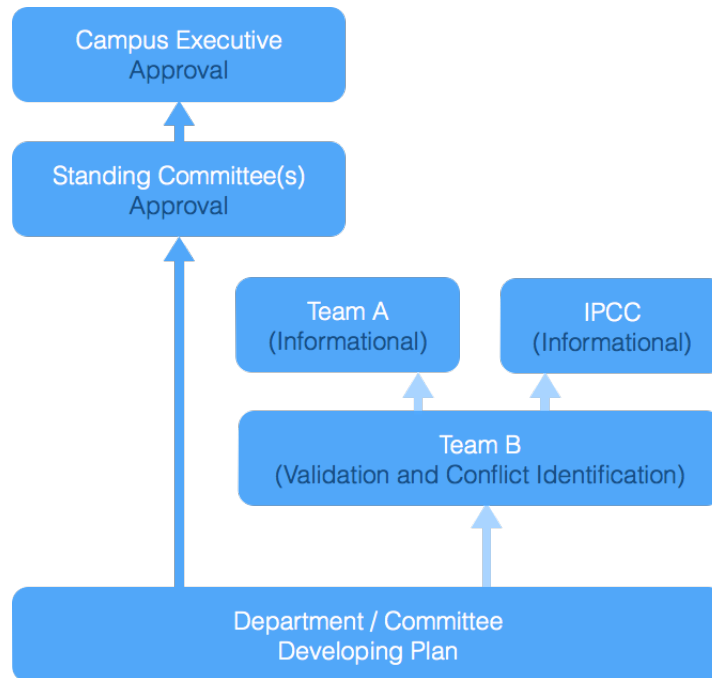 Campus Executive
Approval
Standing Committee(s)
Approval
Team A
(Informational)
IPCC
(Informational)
Team B
(Validation and Conflict Identification)
Department / Committee
Developing Plan